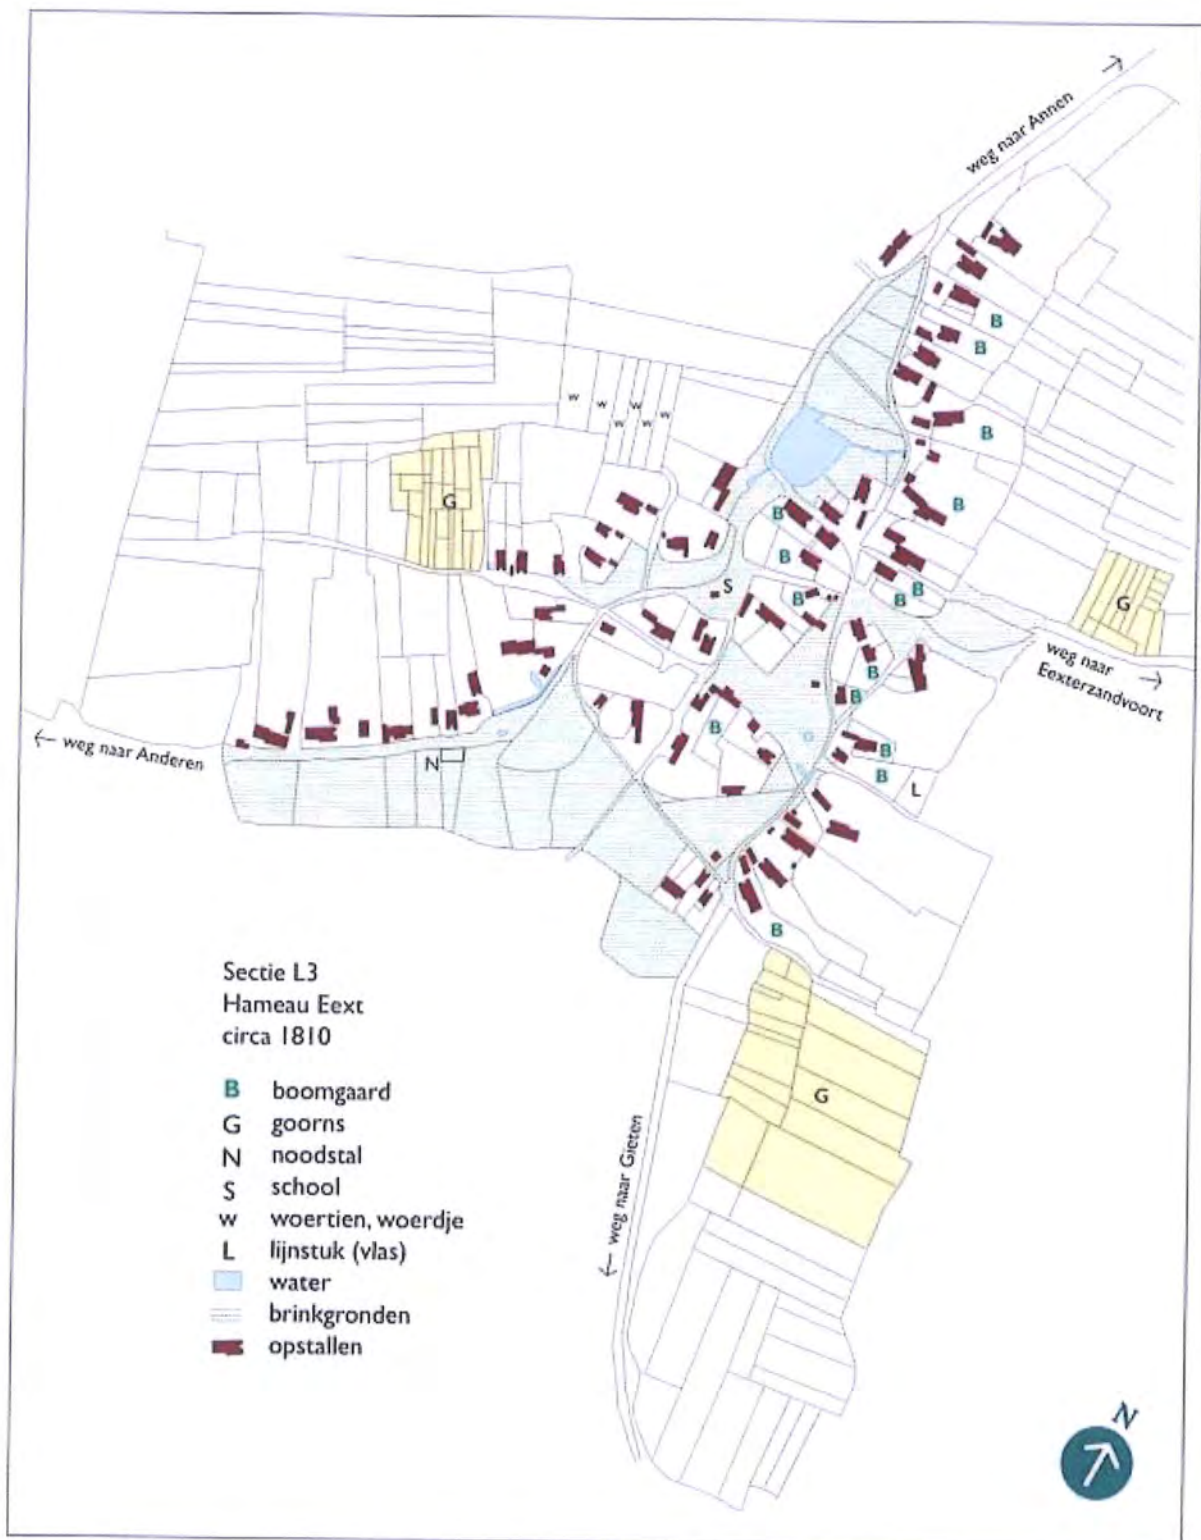 weg naar Annen
B
B
w
w
w
w
w
w
B
G
B
B
B
S
B
B
B
G
weg naar
Eexterzandvoort
B
B
B
weg naar Anderen
N
B
B
L
B
Sectie L3
Hameau Eext
circa 1810
B boomgaard
G goorns
N noodstal
S school
w woertien, woerdje
L lijnstuk (vlas)
water
brinkgronden
opstallen
G
weg naar Gieten
N